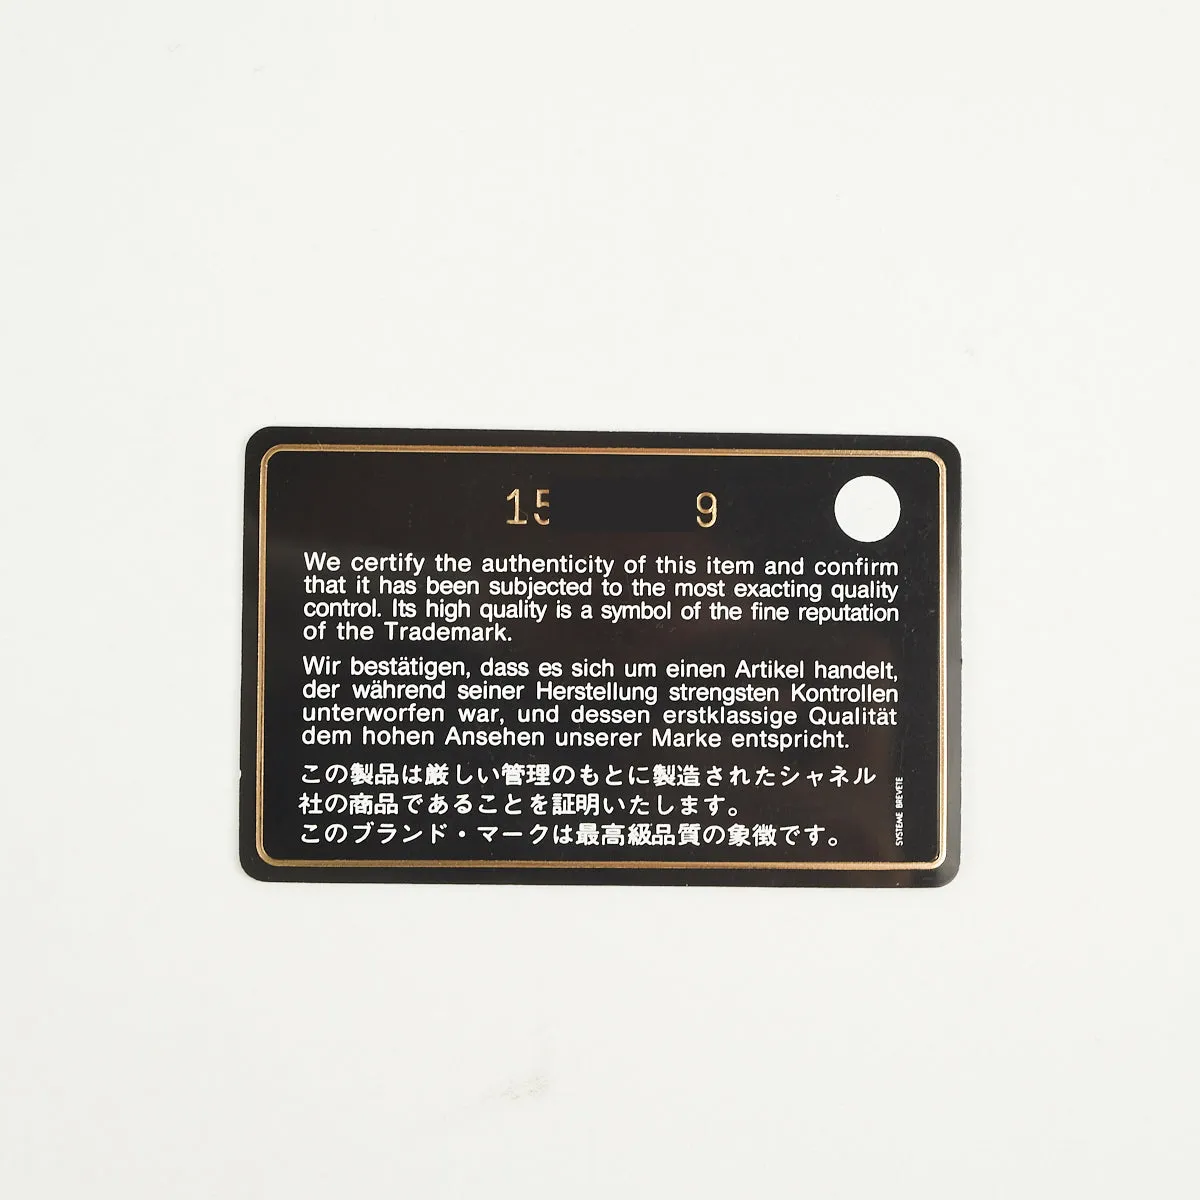 15 9
We certify the authenticity of this item and confirm
that it has been subjected to the most exacting quality
control. Its high quality is a symbol of the fine reputation
of the Trademark.
Wir bestätigen, dass es sich um einen Artikel handelt,
der während seiner Herstellung strengsten Kontrollen
unterworfen war, und dessen erstklassige Qualität
dem hohen Ansehen unserer Marke entspricht.
この製品は厳しい管理のもとに製造されたシャネル
社の商品であることを証明いたします。
このブランド・マークは最高級品質の象徴です。
SYSTEME BREVETE